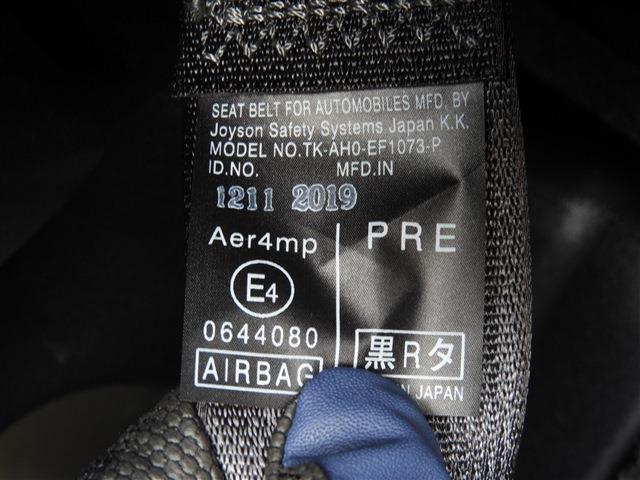 SEAT BELT FOR AUTOMOBILES MFD. BY
Joyson Safety Systems Japan K.K.
MODEL NO.TK-AH0-EF1073-P
ID.NO. MFD.IN
1211 2019
Aer4mp
E4
0644080
AIRBAG
PRE
黒Rタ
JAPAN